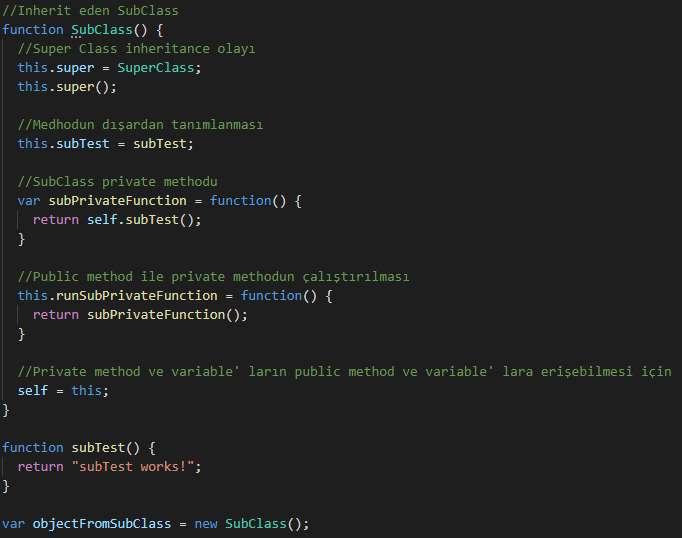 //Inherit eden SubClass
function SubClass() {
//Super Class inheritance olayı
this.super = SuperClass;
this.super();
//Medhodun dışardan tanımlanması
this.subTest = subTest;
//SubClass private methodu
var subPrivateFunction = function() {
return self.subTest();
}
//Public method ile private methodun çalıştırılması
this.runSubPrivateFunction = function() {
return subPrivateFunction();
}
//Private method ve variable' ların public method ve variable' lara erişebilmesi için
self = this;
}
function subTest() {
return "subTest works!";
}
var objectFromSubClass = new SubClass();